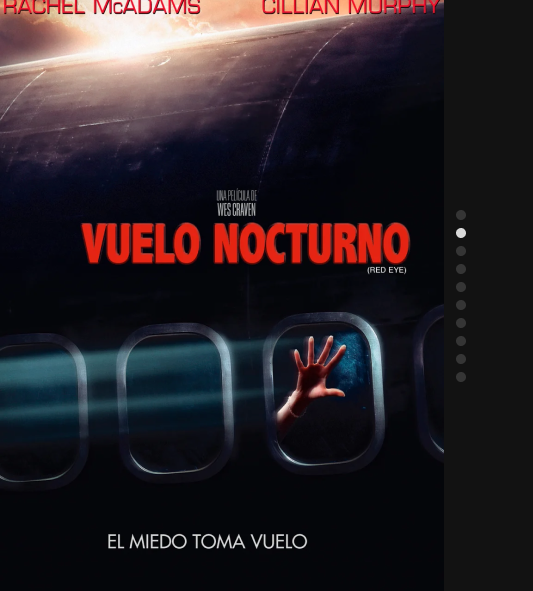 RACHEL McADAMS CILLIAN MURPHY
UNA PELÍCULA DE
WES CRAVEN
VUELO NOCTURNO
(RED EYE)
EL MIEDO TOMA VUELO